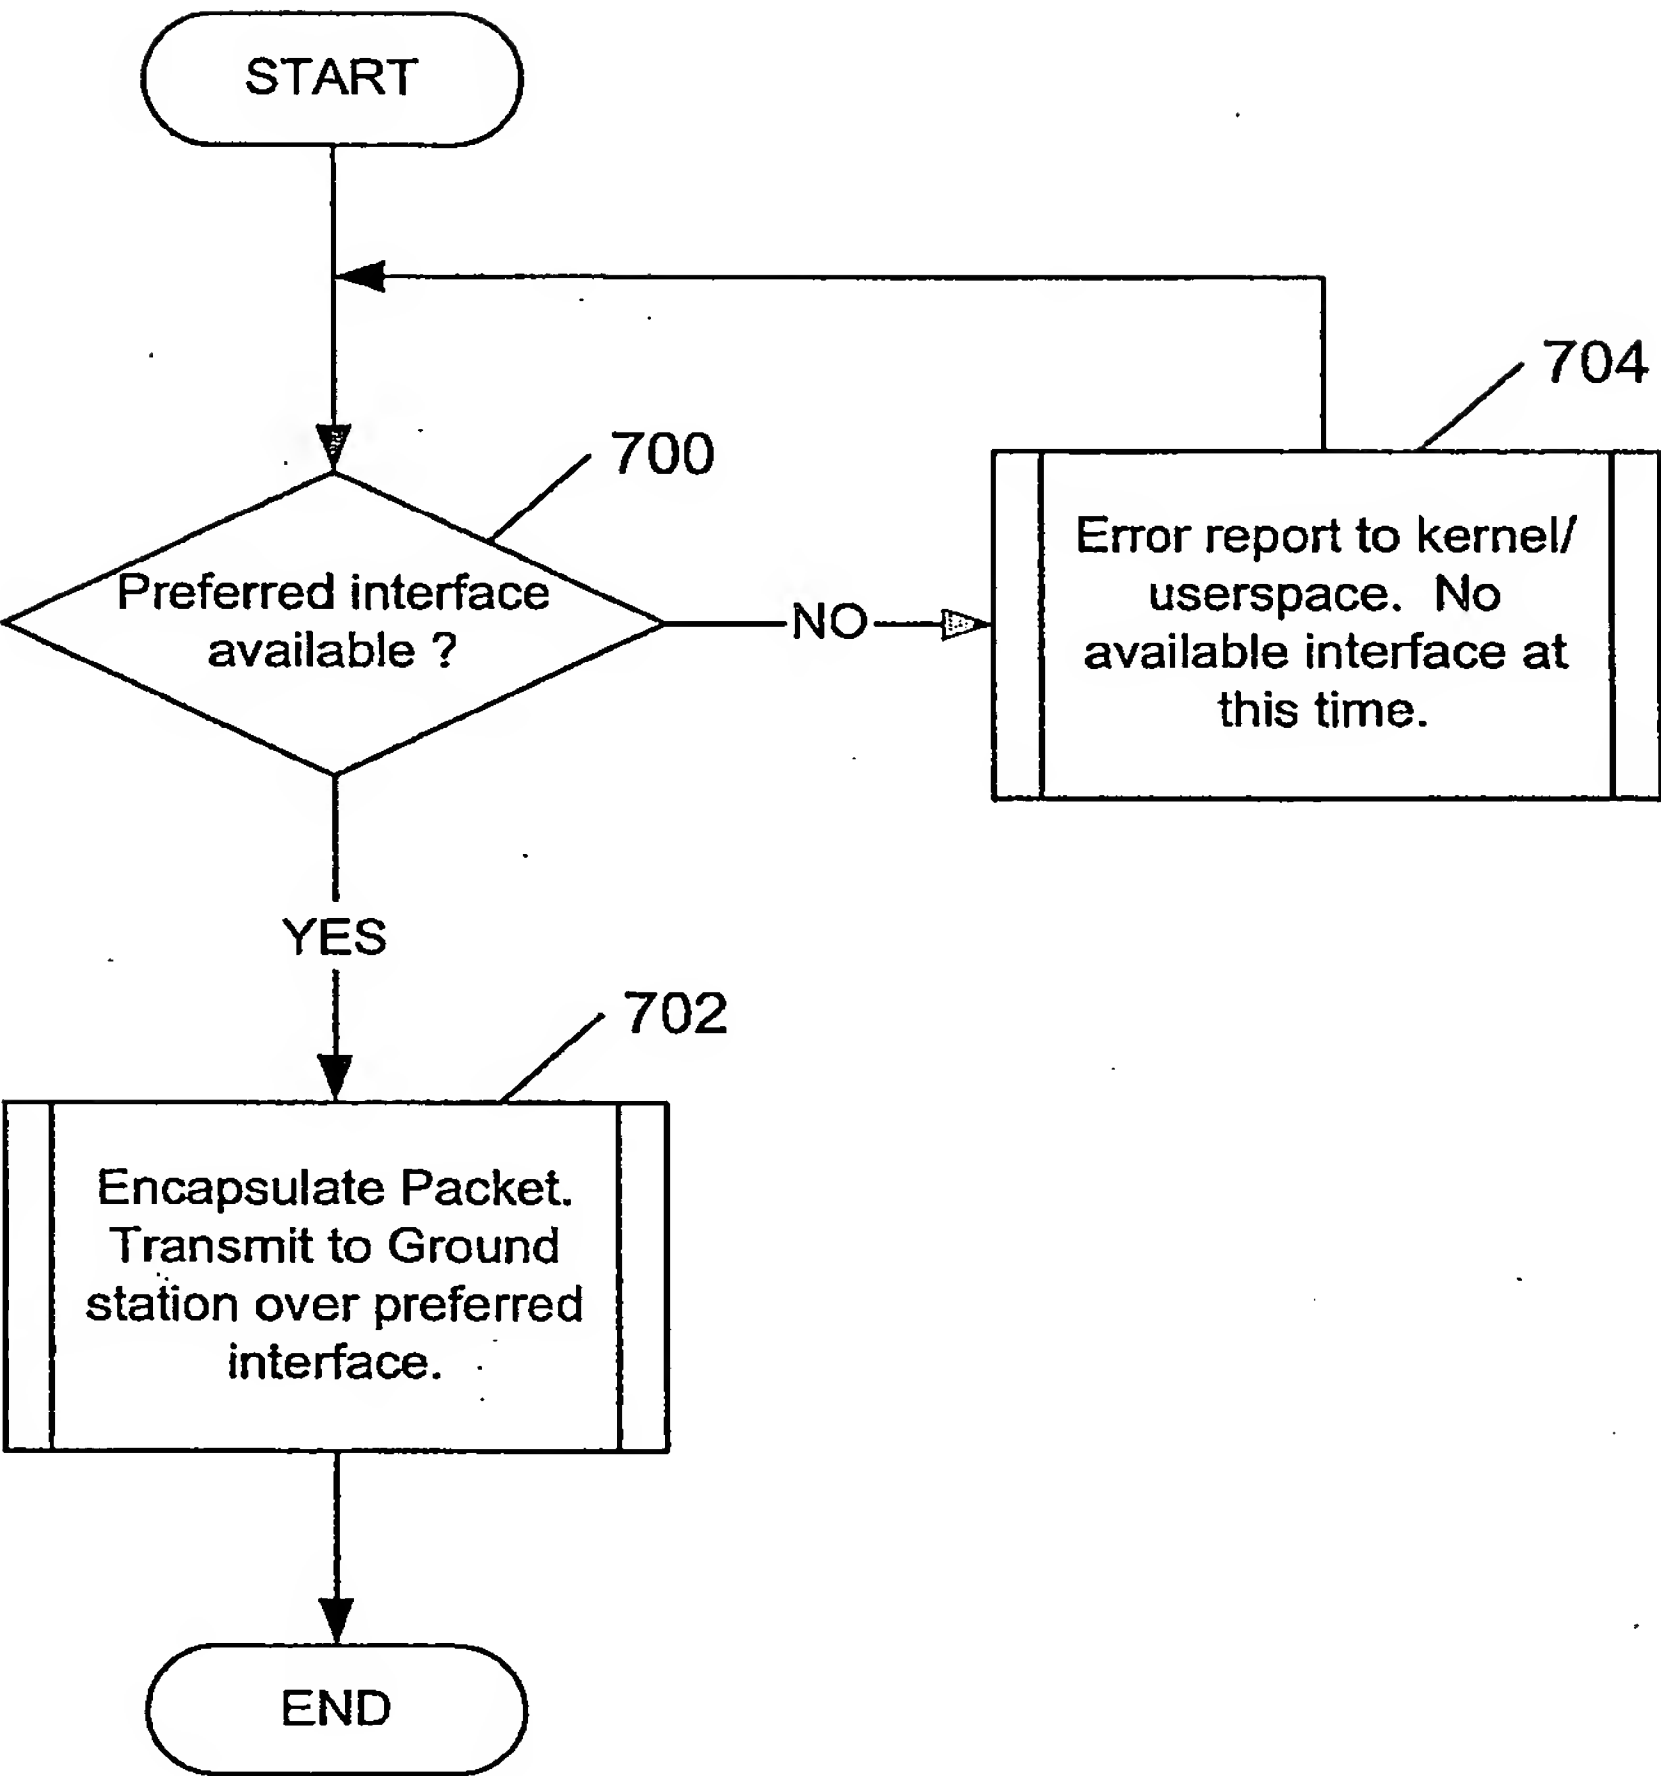 START
704
700
Error report to kernel/
userspace. No
available interface at
this time.
Preferred interface
available ?
NO
YES
702
Encapsulate Packet.
Transmit to Ground
station over preferred
interface.
END